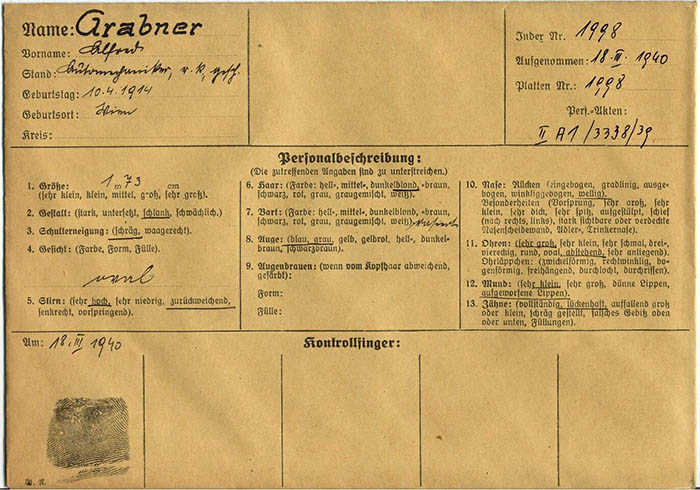 Name: Grabner
Vorname: Alfred
Stand: Automechaniker, r. k., gesch.
Geburtstag: 10.4.1914
Geburtsort: Wien
Kreis:
Index Nr. 1998
Aufgenommen: 18. III. 1940
Platten Nr.: 1998
Pers.-Akten:
II A1/3338/39
Personalbeschreibung:
(Die zutreffenden Angaben sind zu unterstreichen.)
1. Größe: 1 m 73 cm
(sehr klein, klein, mittel, groß, sehr groß).
2. Gestalt: (stark, untersetzt, schlank, schwächlich.)
3. Schulterneigung: (schräg, waagerecht).
4. Gesicht: (Farbe, Form, Fülle).
oval
5. Stirn: (sehr hoch, sehr niedrig, zurückweichend,
senkrecht, vorspringend).
6. Haar: (Farbe: hell-, mittel-, dunkelblond, -braun,
schwarz, rot, grau, graugemischt, weiß).
7. Bart: (Farbe: hell-, mittel-, dunkelblond, -braun,
schwarz, rot, grau, graugemischt, weiß).
8. Auge: (blau, grau, gelb, gelbrot, hell-, dunkel-
braun, schwarzbraun).
9. Augenbrauen: (wenn vom Kopfhaar abweichend,
gefärbt):
Form:
Fülle:
10. Nase: Rücken (eingebogen, gradlinig, ausge-
bogen, winkliggebogen, wellig).
Besonderheiten (Vorsprung, sehr groß, sehr
klein, sehr dick, sehr spitz, aufgestülpt, schief
(nach rechts, links), stark sichtbare oder verdeckte
Nasenscheidewand, Adler-, Trinkernase).
11. Ohren: (sehr groß, sehr klein, sehr schmal, drei-,
viereckig, rund, oval, abstehend, sehr anliegend).
Ohrläppchen: (zwickelförmig, rechtwinklig, bo-
genförmig, freihängend, durchlocht, durchrissen).
12. Mund: (sehr klein, sehr groß, dünne Lippen,
aufgeworfene Lippen).
13. Zähne: (vollständig, lückenhaft, auffallend groß
oder klein, schräg gestellt, falsches Gebiß oben
oder unten, Füllungen).
Am: 18. III 1940
Kontrollfinger: